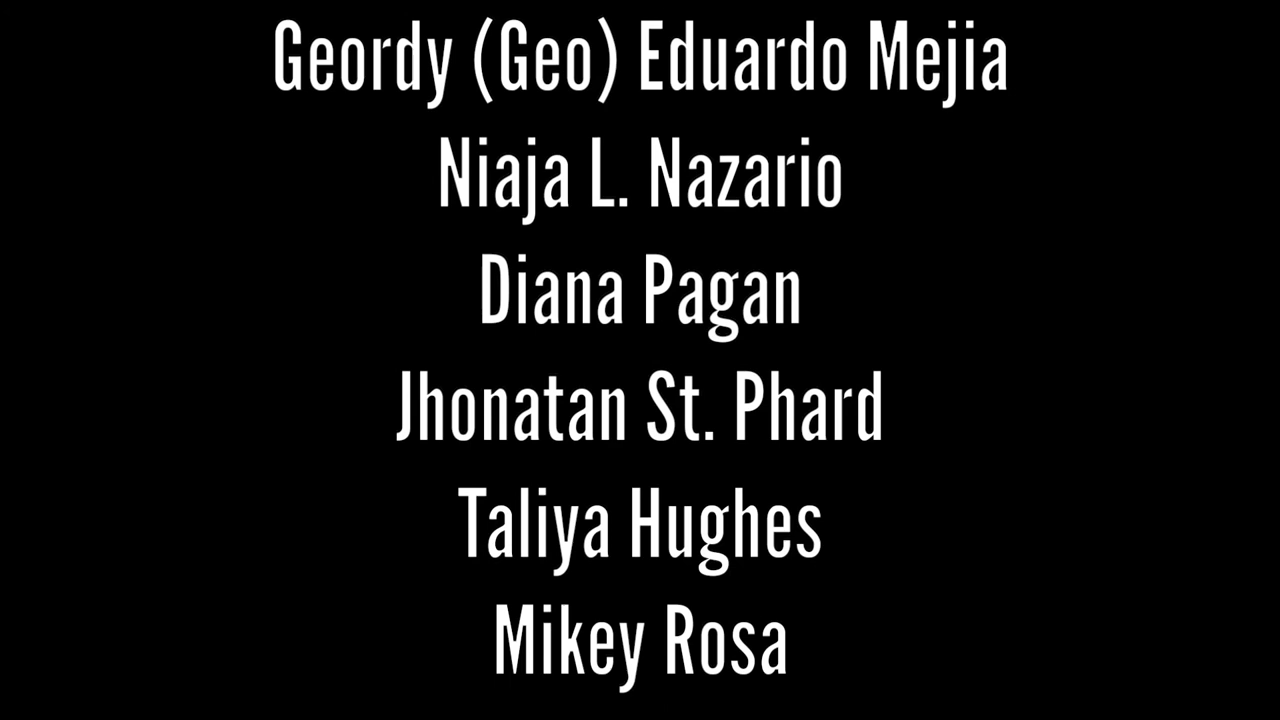 Geordy (Geo) Eduardo Mejia
Niaja L. Nazario
Diana Pagan
Jhonatan St. Phard
Taliya Hughes
Mikey Rosa